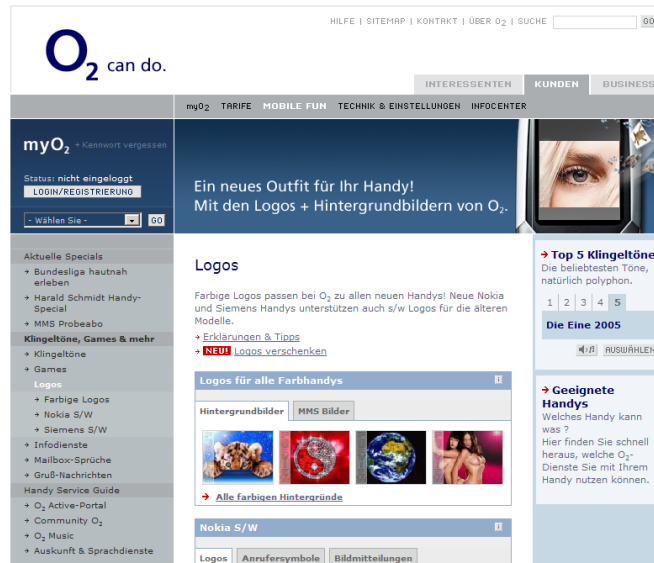 HILFE | SITEMAP | KONTAKT | ÜBER O2 | SUCHE GO
O2 can do.
INTERESSENTEN KUNDEN BUSINESS
myO2 TARIFE MOBILE FUN TECHNIK & EINSTELLUNGEN INFOCENTER
myO2 + Kennwort vergessen
Status: nicht eingeloggt
LOGIN/REGISTRIERUNG
- Wählen Sie - GO
Ein neues Outfit für Ihr Handy!
Mit den Logos + Hintergrundbildern von O2.
Aktuelle Specials
Bundesliga hautnah
erleben
Harald Schmidt Handy-
Special
MMS Probeabo
Klingeltöne, Games & mehr
Klingeltöne
Games
Logos
Farbige Logos
Nokia S/W
Siemens S/W
Infodienste
Mailbox-Sprüche
Gruß-Nachrichten
Handy Service Guide
O2 Active-Portal
Community O2
O2 Music
Auskunft & Sprachdienste
Logos
Farbige Logos passen bei O2 zu allen neuen Handys! Neue Nokia
und Siemens Handys unterstützen auch s/w Logos für die älteren
Modelle.
Erklärungen & Tipps
NEU! Logos verschenken
Logos für alle Farbhandys
Hintergrundbilder MMS Bilder
Alle farbigen Hintergründe
Nokia S/W
Logos Anrufersymbole Bildmitteilungen
Top 5 Klingeltöne
Die beliebtesten Töne,
natürlich polyphon.
1 2 3 4 5
Die Eine 2005
AUSWÄHLEN
Geeignete
Handys
Welches Handy kann
was ?
Hier finden Sie schnell
heraus, welche O2-
Dienste Sie mit Ihrem
Handy nutzen können.